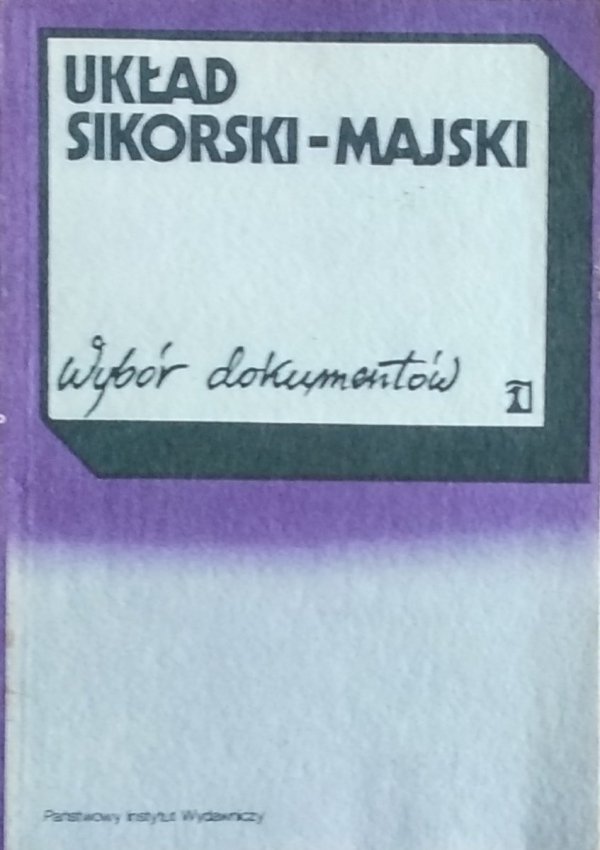 UKŁAD
SIKORSKI-MAJSKI
Wybór dokumentów
Państwowy Instytut Wydawniczy